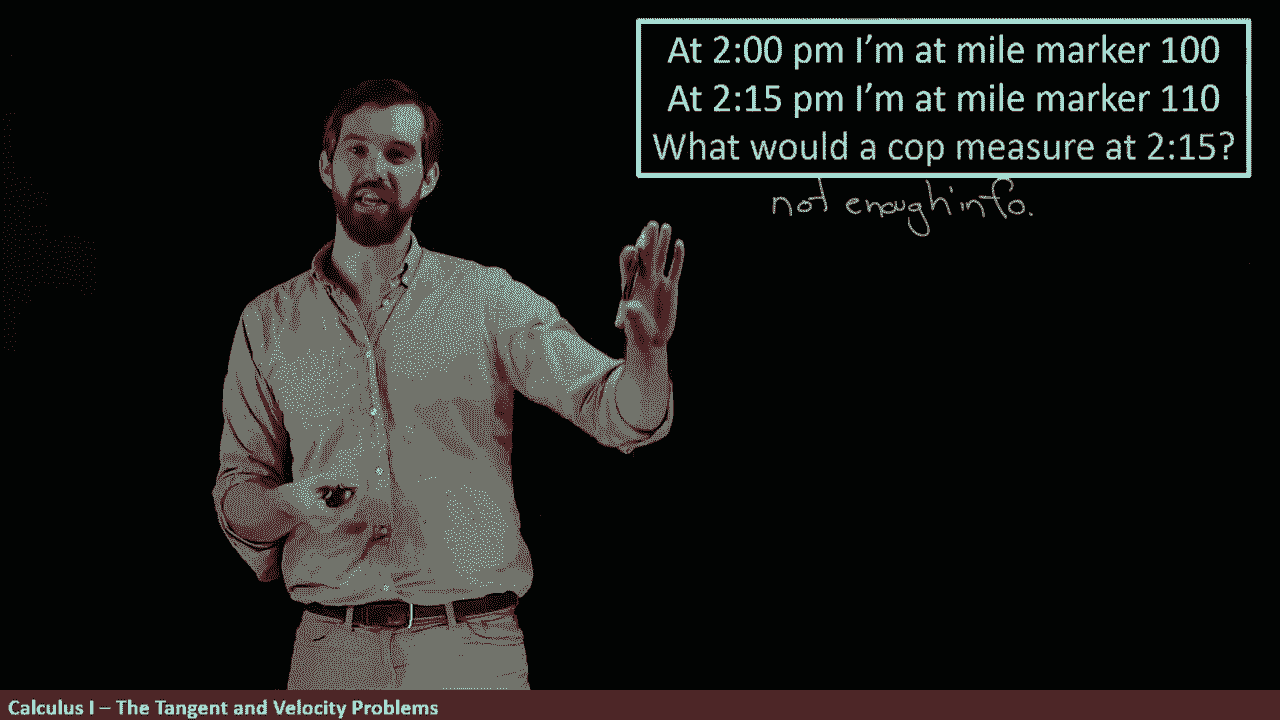 At 2:00 pm I’m at mile marker 100
At 2:15 pm I’m at mile marker 110
What would a cop measure at 2:15?
not enough info.
Calculus I – The Tangent and Velocity Problems